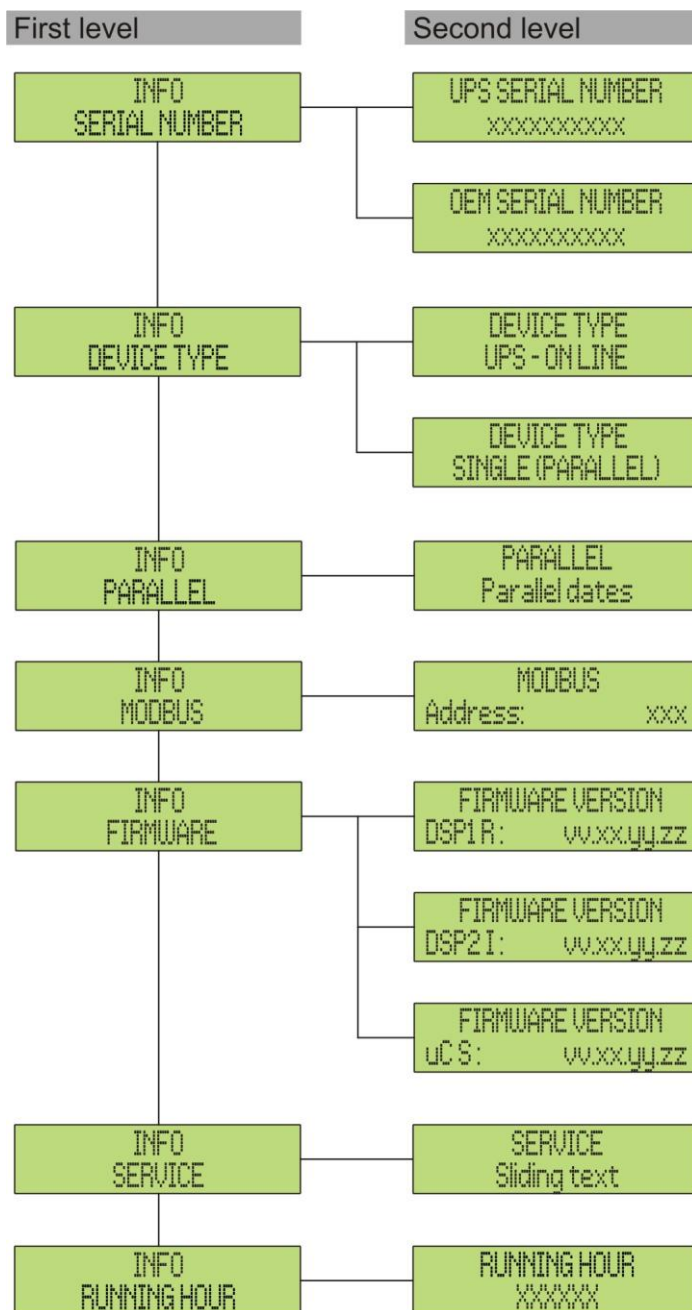 First level
Second level
INFO
SERIAL NUMBER
UPS SERIAL NUMBER
XXXXXXXXXX
OEM SERIAL NUMBER
XXXXXXXXXX
INFO
DEVICE TYPE
DEVICE TYPE
UPS - ON LINE
DEVICE TYPE
SINGLE (PARALLEL)
INFO
PARALLEL
PARALLEL
Parallel dates
INFO
MODBUS
MODBUS
Address: xxx
INFO
FIRMWARE
FIRMWARE VERSION
DSP1 R: vv.xx.yy.zz
FIRMWARE VERSION
DSP2 I: vv.xx.yy.zz
FIRMWARE VERSION
uC S: vv.xx.yy.zz
INFO
SERVICE
SERVICE
Sliding text
INFO
RUNNING HOUR
RUNNING HOUR
XXXXXX